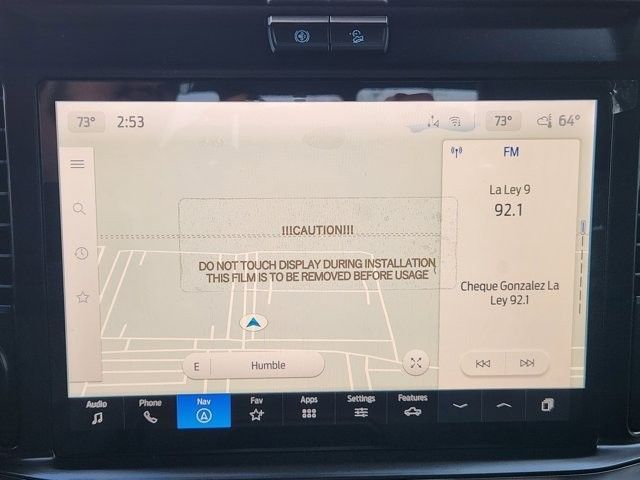 73° 2:53 73° 64°
FM
La Ley 9
92.1
!!!CAUTION!!!
DO NOT TOUCH DISPLAY DURING INSTALLATION
THIS FILM IS TO BE REMOVED BEFORE USAGE
Cheque Gonzalez La
Ley 92.1
E Humble
Audio Phone Nav Fav Apps Settings Features